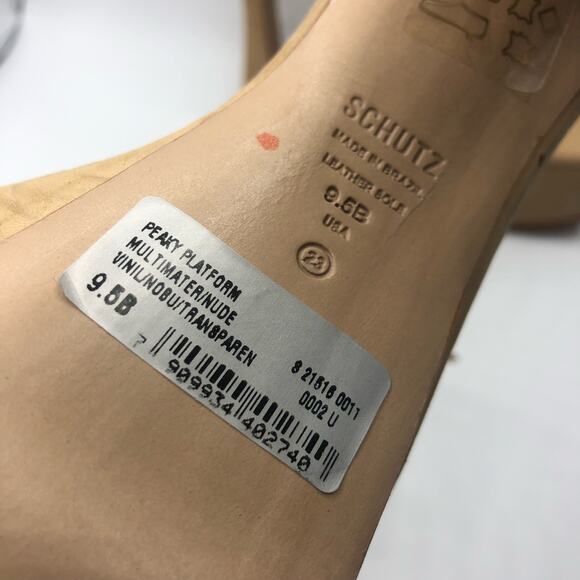 SCHUTZ
MADE IN BRAZIL
LEATHER SOLE
9.5B
USA
23
PEAKY PLATFORM
MULTIMATER/NUDE
VINIL/NOBU/TRANSPAREN
9.5B
S 21616 0011
0002 U
7 909934 402740